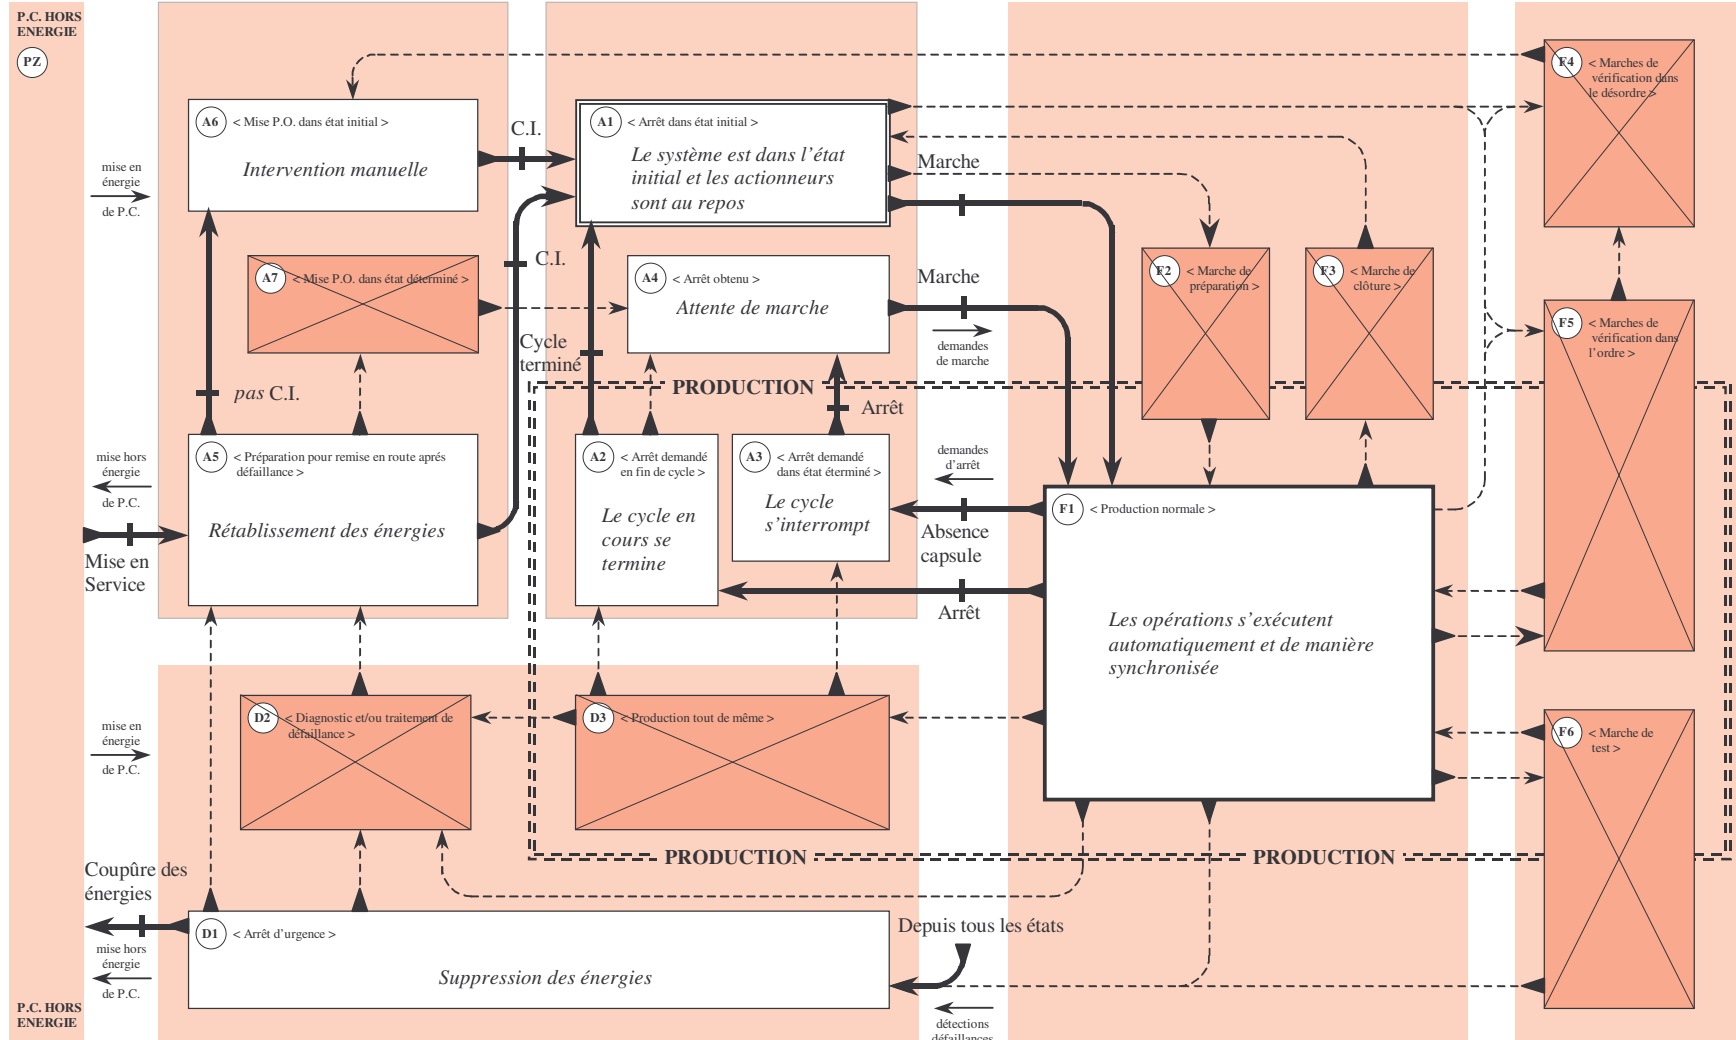 P.C. HORS
ENERGIE
PZ
A6 < Mise P.O. dans état initial >
Intervention manuelle
C.I.
A1 < Arrêt dans état initial >
Le système est dans l'état
initial et les actionneurs
sont au repos
Marche
F4 < Marches de
vérification dans
le désordre >
mise en
énergie
de P.C.
A7 < Mise P.O. dans état déterminé >
C.I.
A4 < Arrêt obtenu >
Attente de marche
Marche
demandes
de marche
F2 < Marche de
préparation >
F3 < Marche de
clôture >
F5 < Marches de
vérification dans
l'ordre >
Cycle
terminé
pas C.I.
PRODUCTION
Arrêt
mise hors
énergie
de P.C.
A5 < Préparation pour remise en route aprés
défaillance >
Rétablissement des énergies
A2 < Arrêt demandé
en fin de cycle >
Le cycle en
cours se
termine
A3 < Arrêt demandé
dans état éterminé >
Le cycle
s'interrompt
demandes
d'arrêt
Absence
capsule
Arrêt
F1 < Production normale >
Les opérations s'exécutent
automatiquement et de manière
synchronisée
Mise en
Service
mise en
énergie
de P.C.
D2 < Diagnostic et/ou traitement de
défaillance >
D3 < Production tout de même >
F6 < Marche de
test >
PRODUCTION
PRODUCTION
Coupûre des
énergies
mise hors
énergie
de P.C.
D1 < Arrêt d'urgence >
Suppression des énergies
Depuis tous les états
détections
défaillances
P.C. HORS
ENERGIE